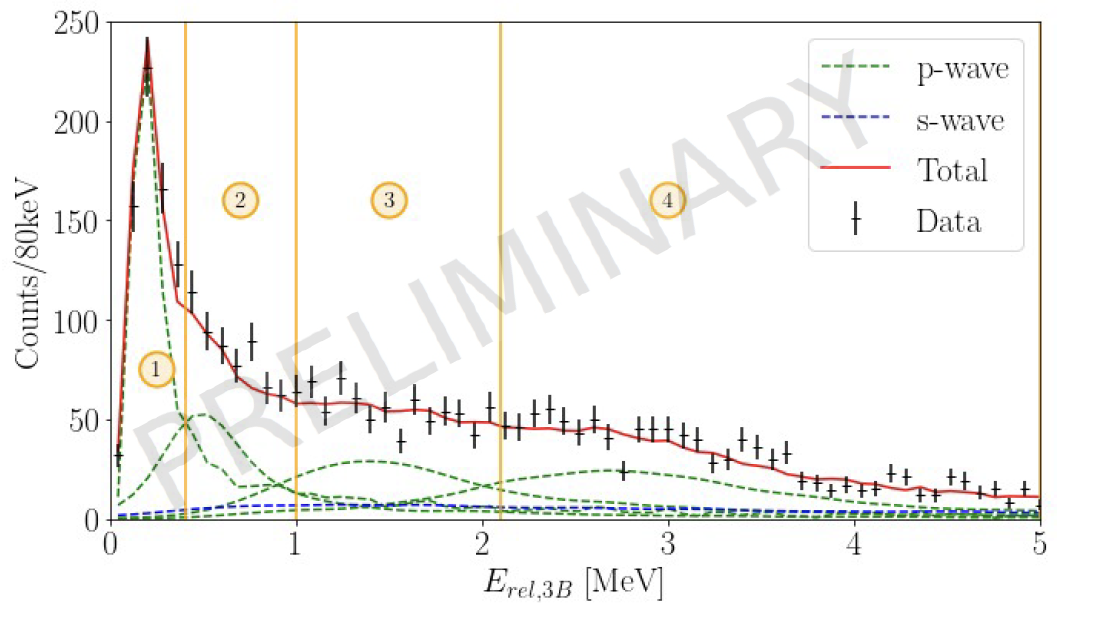 250
200
150
100
50
0
Counts/80keV
0 1 2 3 4 5
E_rel,3B [MeV]
1
2
3
4
p-wave
s-wave
Total
Data
PRELIMINARY